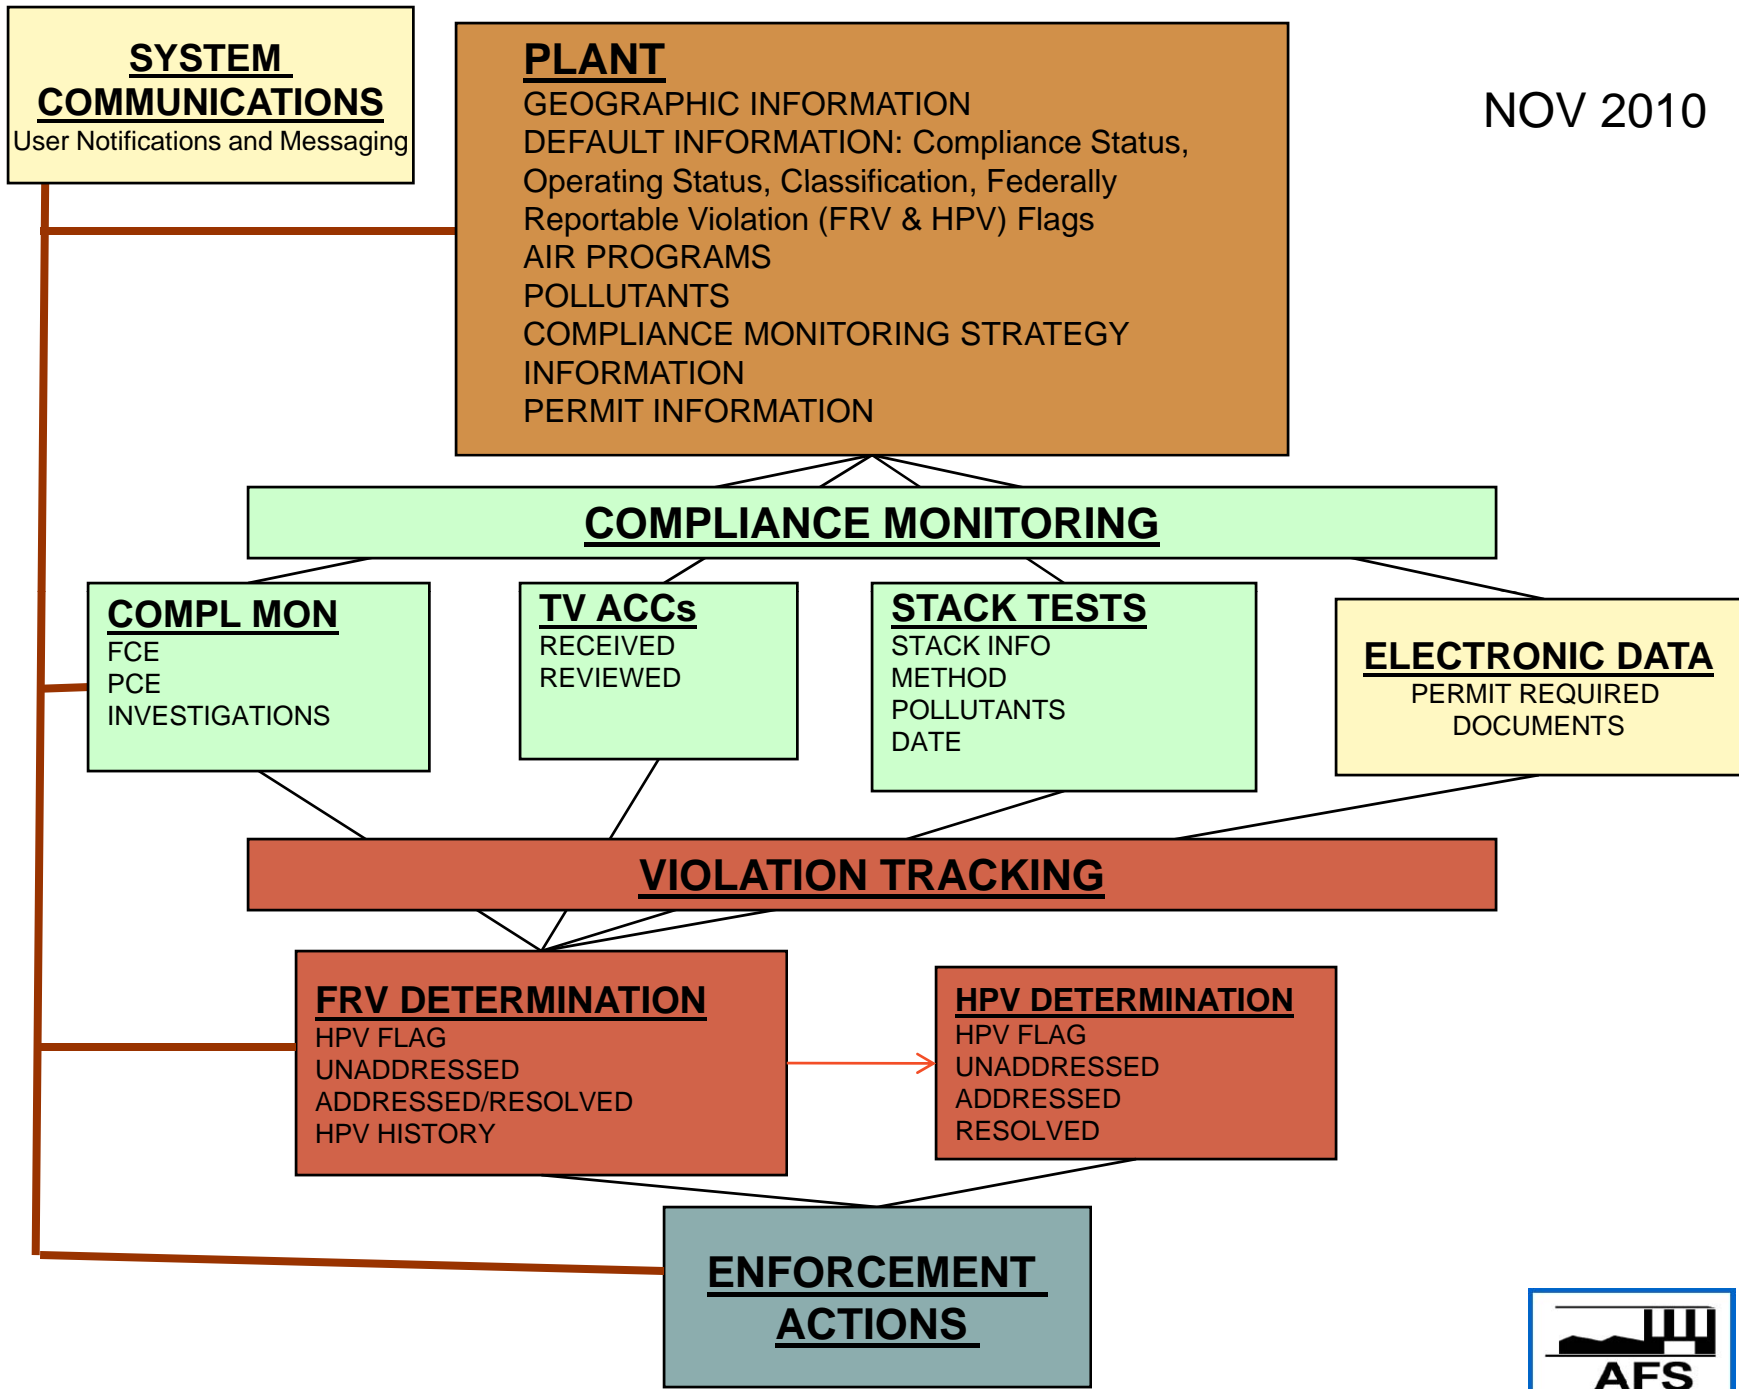 SYSTEM
COMMUNICATIONS
User Notifications and Messaging
PLANT
GEOGRAPHIC INFORMATION
DEFAULT INFORMATION: Compliance Status,
Operating Status, Classification, Federally
Reportable Violation (FRV & HPV) Flags
AIR PROGRAMS
POLLUTANTS
COMPLIANCE MONITORING STRATEGY
INFORMATION
PERMIT INFORMATION
NOV 2010
COMPLIANCE MONITORING
COMPL MON
FCE
PCE
INVESTIGATIONS
TV ACCs
RECEIVED
REVIEWED
STACK TESTS
STACK INFO
METHOD
POLLUTANTS
DATE
ELECTRONIC DATA
PERMIT REQUIRED
DOCUMENTS
VIOLATION TRACKING
FRV DETERMINATION
HPV FLAG
UNADDRESSED
ADDRESSED/RESOLVED
HPV HISTORY
HPV DETERMINATION
HPV FLAG
UNADDRESSED
ADDRESSED
RESOLVED
ENFORCEMENT
ACTIONS
AFS